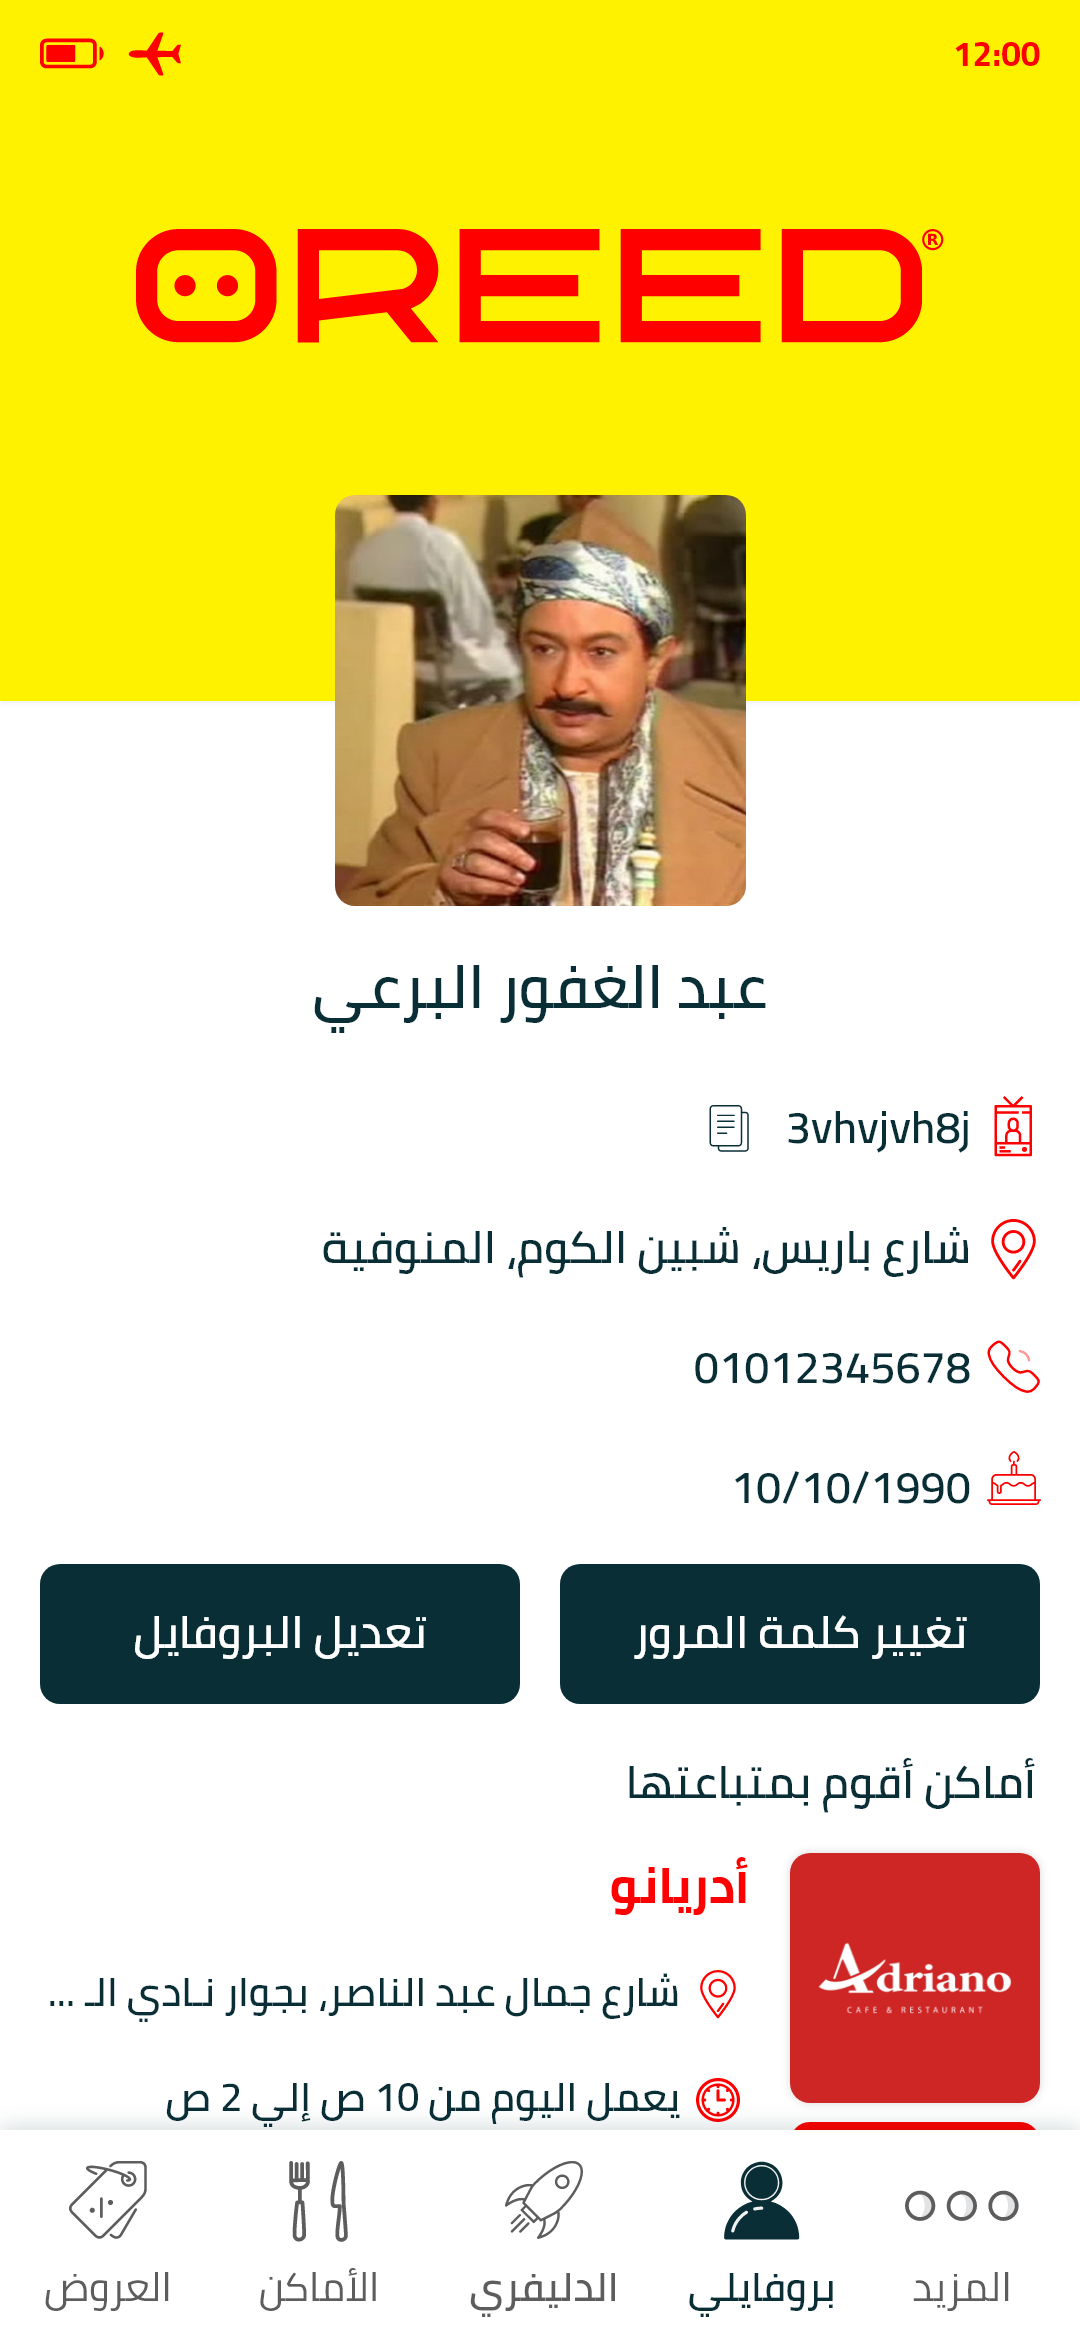 12:00
OREED®
عبد الغفور البرعي
3vhvjvh8j
شارع باريس، شبين الكوم، المنوفية
01012345678
10/10/1990
تغيير كلمة المرور
تعديل البروفايل
أماكن أقوم بمتباعتها
أدريانو
Adriano
CAFE & RESTAURANT
شارع جمال عبد الناصر، بجوار نادي الـ ...
يعمل اليوم من 10 ص إلي 2 ص
المزيد
بروفايلي
الدليفري
الأماكن
العروض